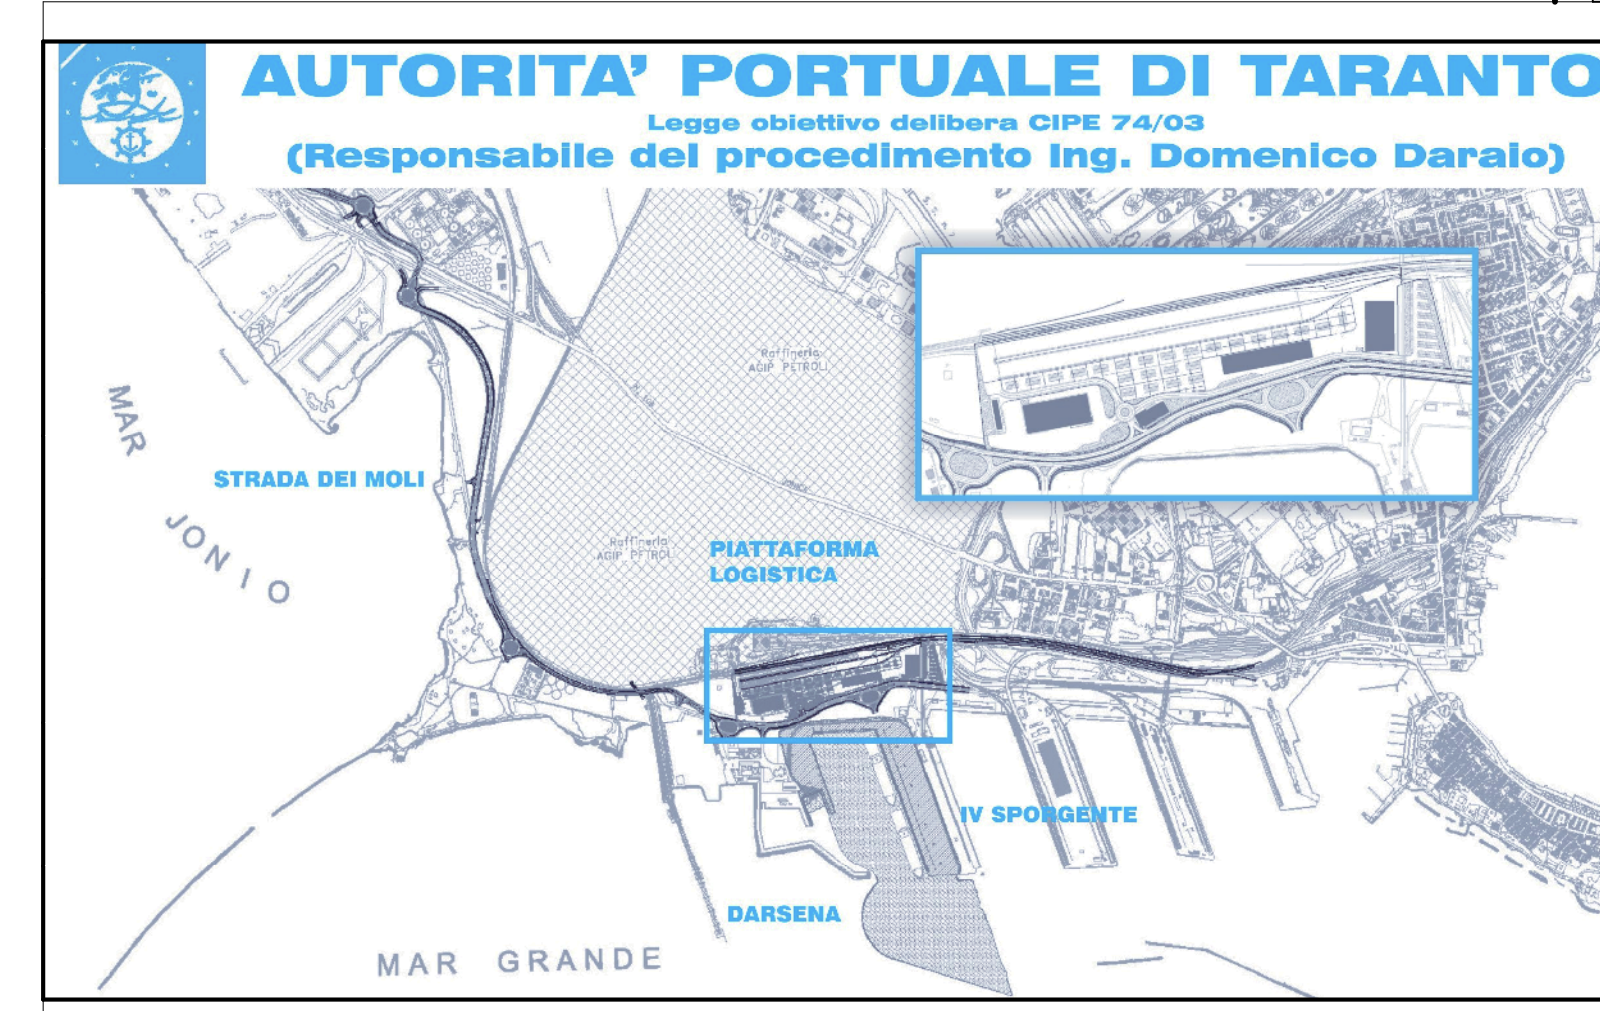 AUTORITA' PORTUALE DI TARANTO
Legge obiettivo delibera CIPE 74/03
(Responsabile del procedimento Ing. Domenico Daraio)
Raffineria
AGIP PETROLI
MAR
JONIO
STRADA DEI MOLI
Raffineria
AGIP PETROLI
PIATTAFORMA
LOGISTICA
IV SPORGENTE
DARSENA
MAR GRANDE